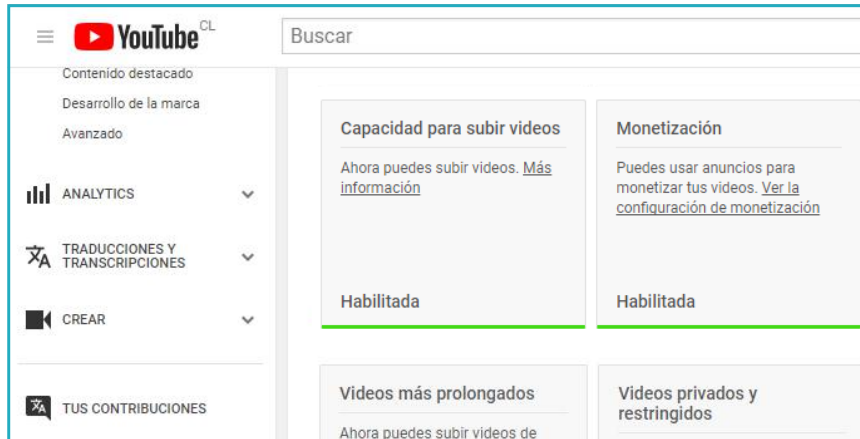 YouTube CL
Buscar
Contenido destacado
Desarrollo de la marca
Avanzado
ANALYTICS
TRADUCCIONES Y
TRANSCRIPCIONES
CREAR
TUS CONTRIBUCIONES
Capacidad para subir videos
Ahora puedes subir videos. Más
información
Habilitada
Monetización
Puedes usar anuncios para
monetizar tus videos. Ver la
configuración de monetización
Habilitada
Videos más prolongados
Ahora puedes subir videos de
Videos privados y
restringidos